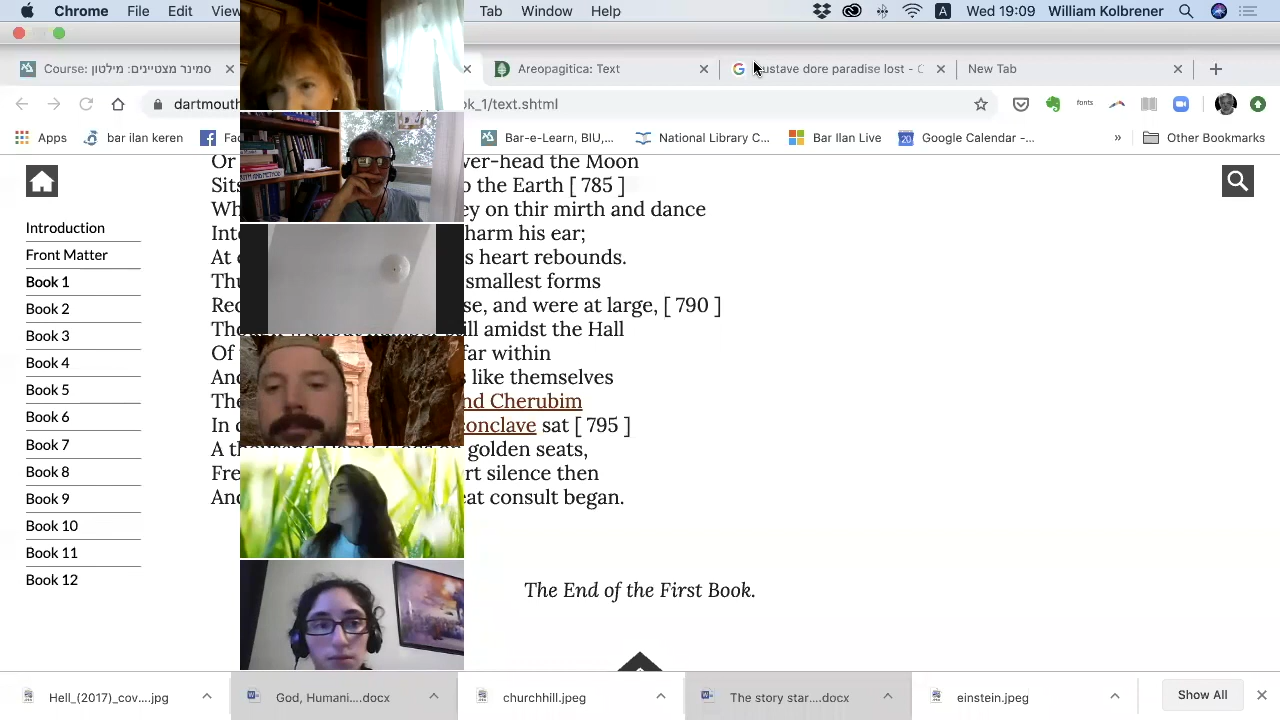 Chrome File Edit Tab Window Help Wed 19:09 William Kolbrener
Course: סמינר מצטיינים: מילטון
Areopagitica: Text
ustave dore paradise lost - G
New Tab
dartmouth k_1/text.shtml
fonts
Apps bar ilan keren Fa Bar-e-Learn, BIU,... National Library C... Bar Ilan Live 20 Google Calendar -... » Other Bookmarks
Introduction
Front Matter
Book 1
Book 2
Book 3
Book 4
Book 5
Book 6
Book 7
Book 8
Book 9
Book 10
Book 11
Book 12
Or ver-head the Moon
Sits the Earth [ 785 ]
Wh ey on thir mirth and dance
Int harm his ear;
At s heart rebounds.
Thu smallest forms
Red se, and were at large, [ 790 ]
Tho ll amidst the Hall
Of far within
And s like themselves
The nd Cherubim
In conclave sat [ 795 ]
A golden seats,
Fre rt silence then
And eat consult began.
The End of the First Book.
Hell_(2017)_cov....jpg God, Humani....docx churchhill.jpeg The story star....docx einstein.jpeg Show All